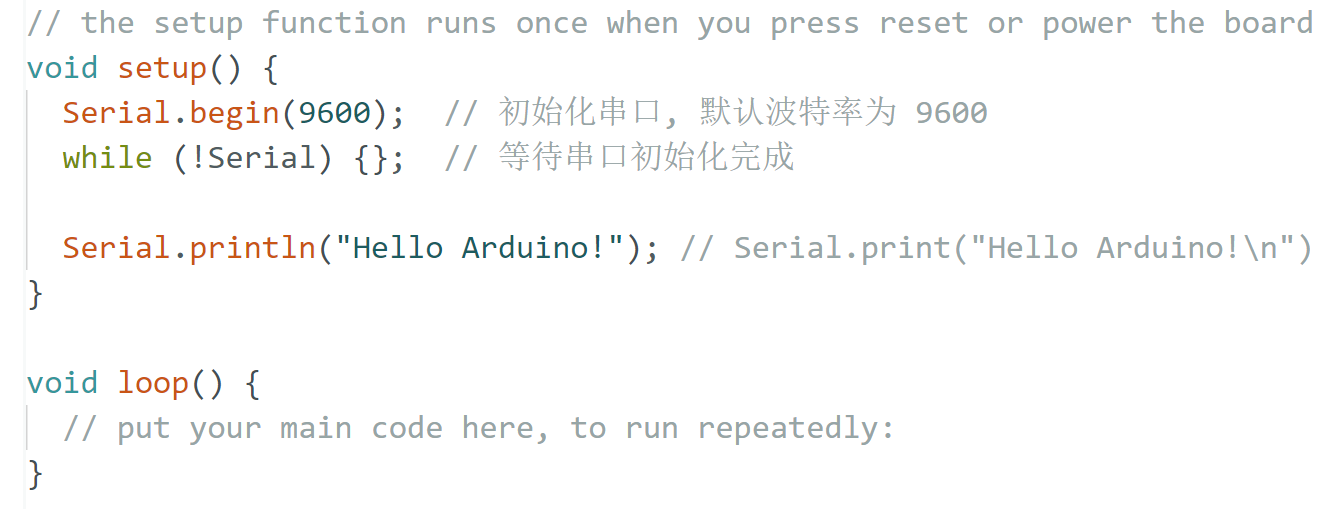 // the setup function runs once when you press reset or power the board
void setup() {
  Serial.begin(9600);  // 初始化串口, 默认波特率为 9600
  while (!Serial) {};  // 等待串口初始化完成

  Serial.println("Hello Arduino!"); // Serial.print("Hello Arduino!\n")
}

void loop() {
  // put your main code here, to run repeatedly:
}